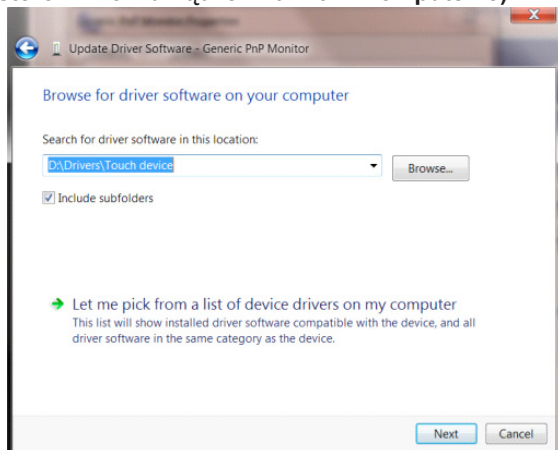 Update Driver Software - Generic PnP Monitor
Browse for driver software on your computer
Search for driver software in this location:
D:\Drivers\Touch device
Browse...
Include subfolders
Let me pick from a list of device drivers on my computer
This list will show installed driver software compatible with the device, and all
driver software in the same category as the device.
Next
Cancel